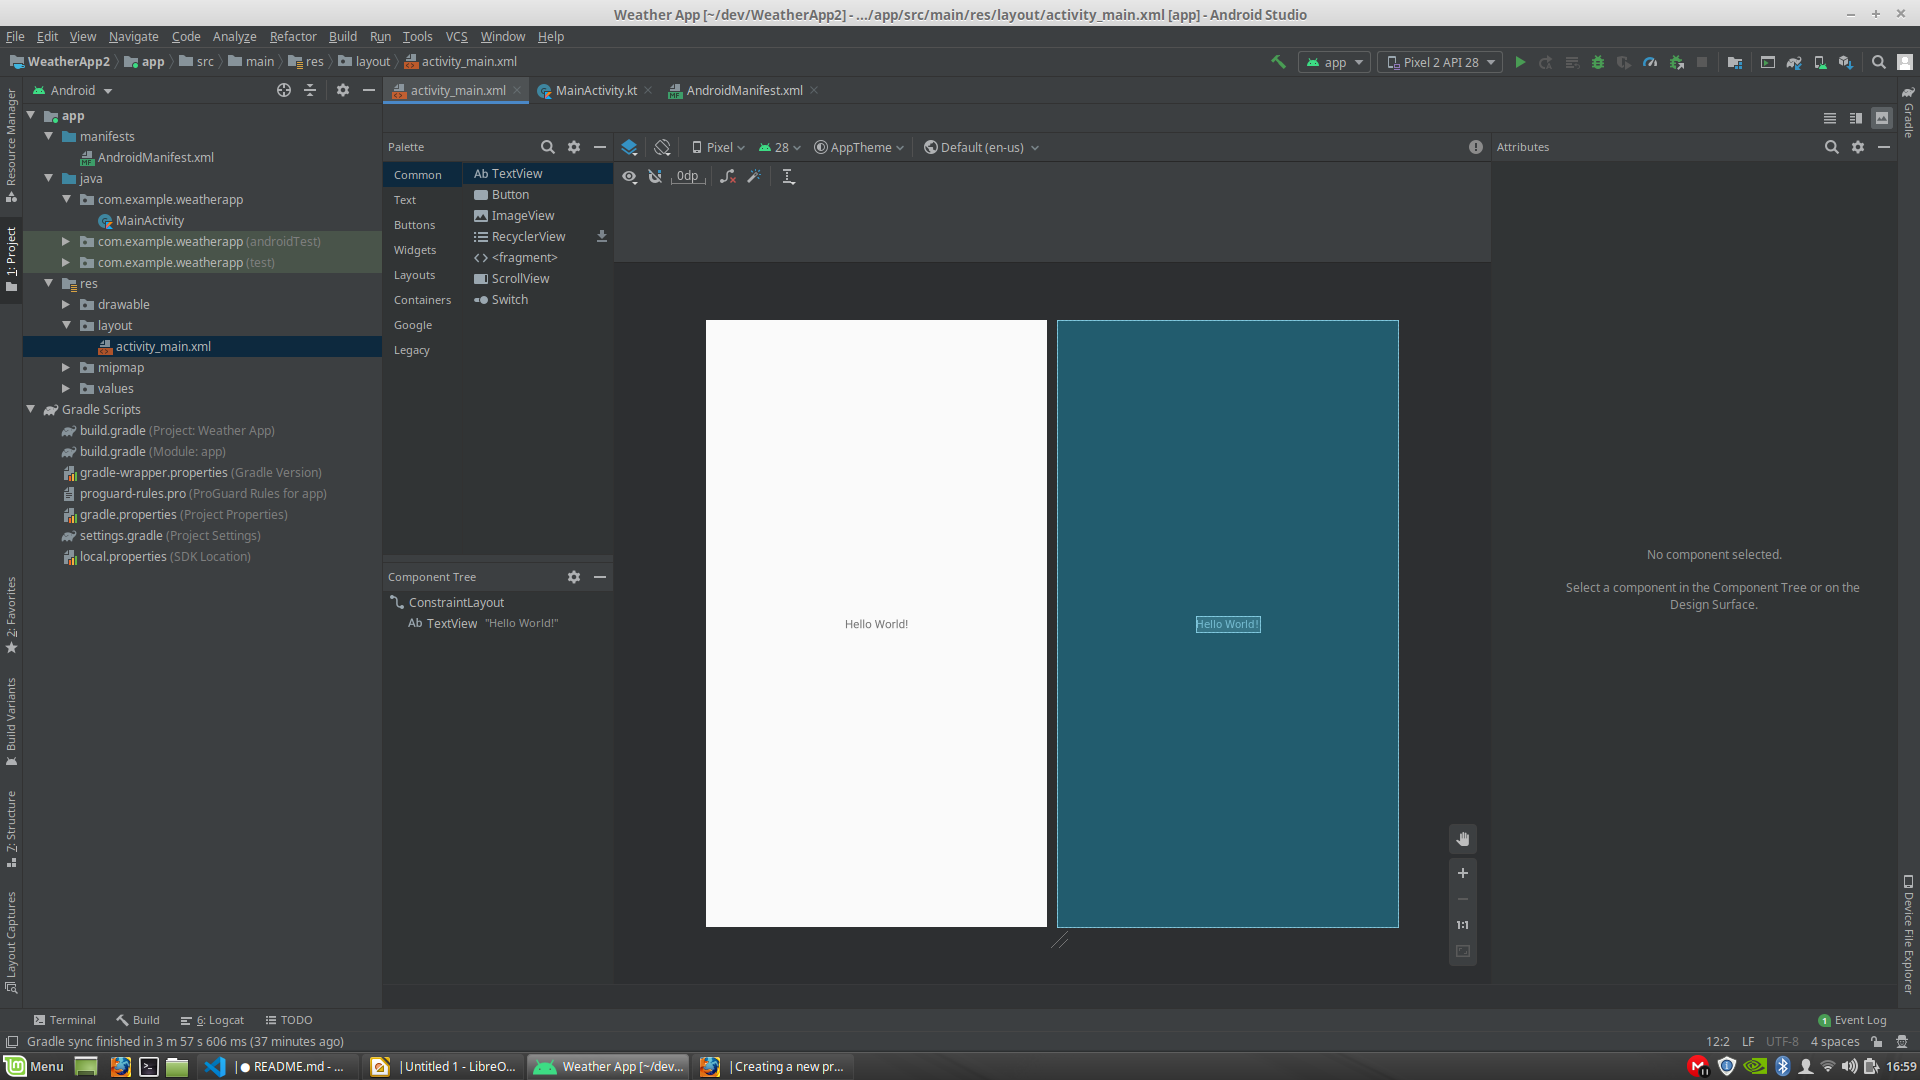 Weather App [~/dev/WeatherApp2] - .../app/src/main/res/layout/activity_main.xml [app] - Android Studio
File Edit View Navigate Code Analyze Refactor Build Run Tools VCS Window Help
WeatherApp2 app src main res layout activity_main.xml app Pixel 2 API 28
Android activity_main.xml MainActivity.kt AndroidManifest.xml
Resource Manager
1: Project
2: Favorites
Build Variants
7: Structure
Layout Captures
app
manifests
AndroidManifest.xml
java
com.example.weatherapp
MainActivity
com.example.weatherapp (androidTest)
com.example.weatherapp (test)
res
drawable
layout
activity_main.xml
mipmap
values
Gradle Scripts
build.gradle (Project: Weather App)
build.gradle (Module: app)
gradle-wrapper.properties (Gradle Version)
proguard-rules.pro (ProGuard Rules for app)
gradle.properties (Project Properties)
settings.gradle (Project Settings)
local.properties (SDK Location)
Palette
Common
Text
Buttons
Widgets
Layouts
Containers
Google
Legacy
Ab TextView
Button
ImageView
RecyclerView
<fragment>
ScrollView
Switch
Component Tree
ConstraintLayout
Ab TextView "Hello World!"
Pixel 28 AppTheme Default (en-us)
0dp
Hello World!
Hello World!
1:1
Attributes
No component selected.
Select a component in the Component Tree or on the
Design Surface.
Gradle
Device File Explorer
Terminal Build 6: Logcat TODO 1 Event Log
Gradle sync finished in 3 m 57 s 606 ms (37 minutes ago) 12:2 LF UTF-8 4 spaces
Menu |● README.md - ... |Untitled 1 - LibreO... Weather App [~/dev... |Creating a new pr... 16:59